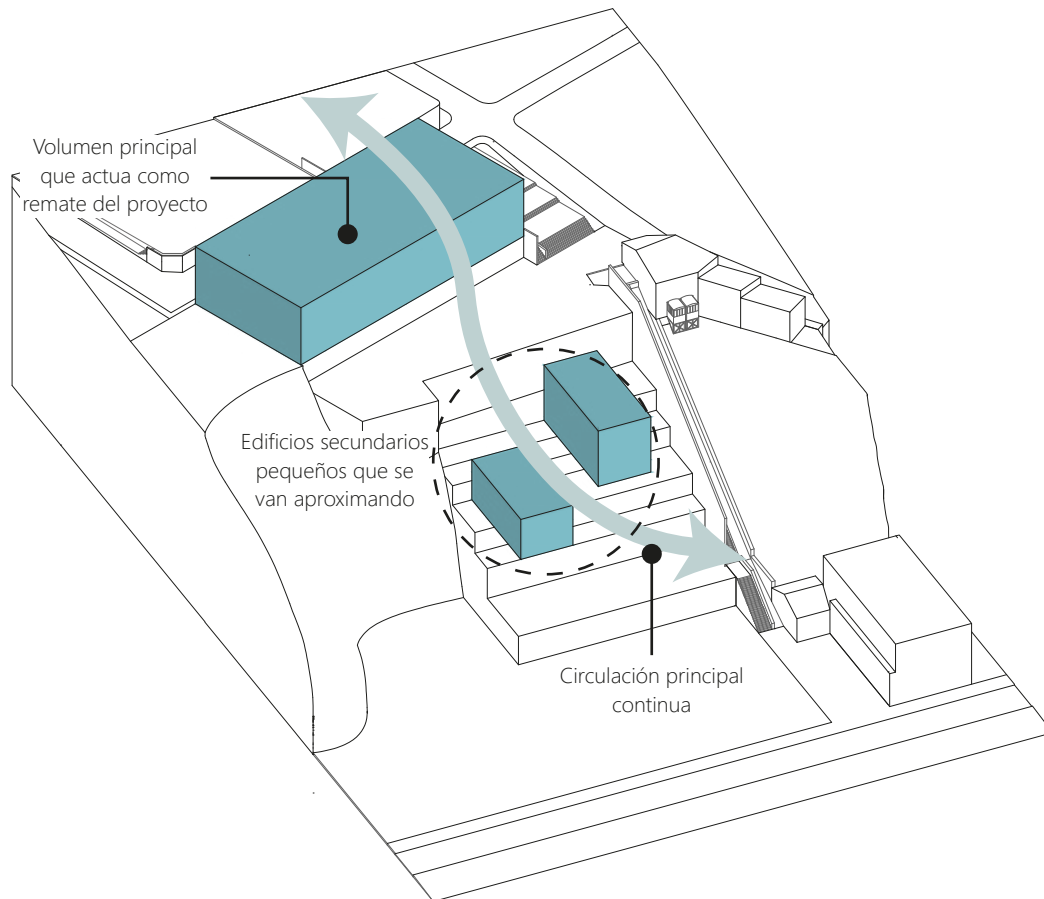 Volumen principal
que actua como
remate del proyecto
Edificios secundarios
pequeños que se
van aproximando
Circulación principal
continua